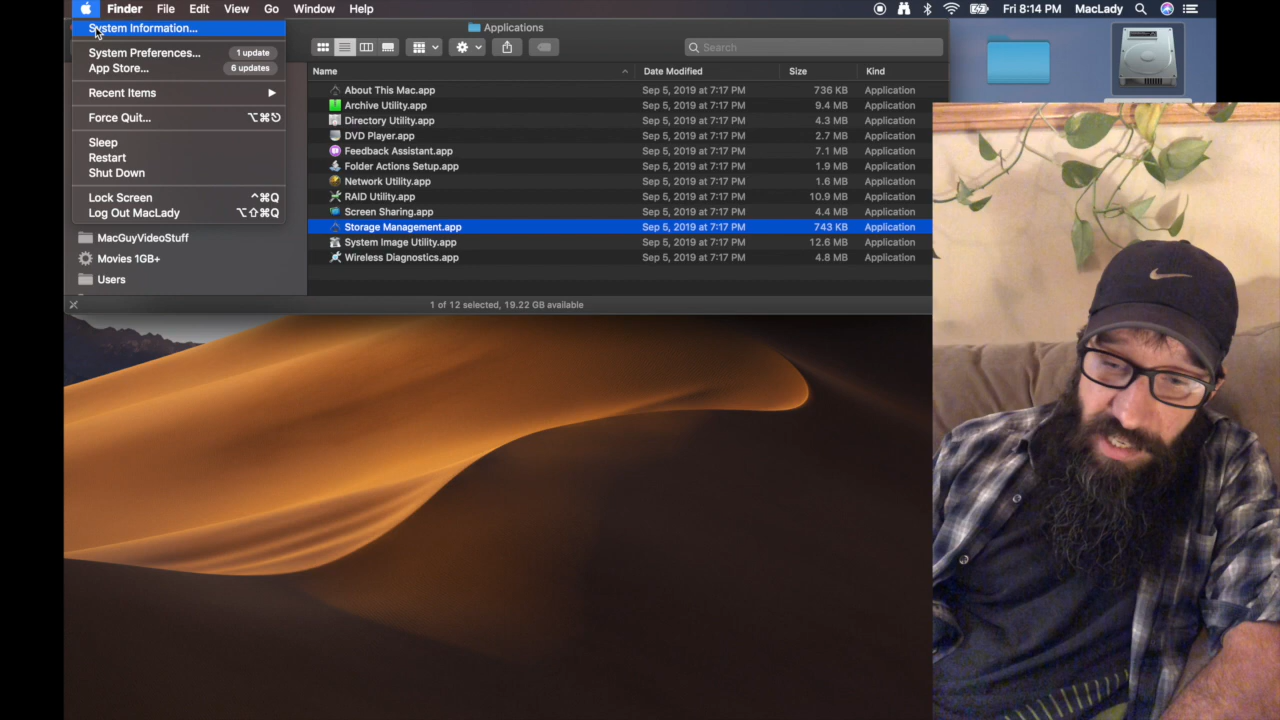 Finder File Edit View Go Window Help Fri 8:14 PM MacLady
System Information...
System Preferences... 1 update
App Store... 6 updates
Recent Items
Force Quit... ⌥⌘⎋
Sleep
Restart
Shut Down
Lock Screen ^⌘Q
Log Out MacLady ⌥⇧⌘Q
MacGuyVideoStuff
Movies 1GB+
Users
Applications
Search
Name Date Modified Size Kind
About This Mac.app Sep 5, 2019 at 7:17 PM 736 KB Application
Archive Utility.app Sep 5, 2019 at 7:17 PM 9.4 MB Application
Directory Utility.app Sep 5, 2019 at 7:17 PM 4.3 MB Application
DVD Player.app Sep 5, 2019 at 7:17 PM 2.7 MB Application
Feedback Assistant.app Sep 5, 2019 at 7:17 PM 7.1 MB Application
Folder Actions Setup.app Sep 5, 2019 at 7:17 PM 1.9 MB Application
Network Utility.app Sep 5, 2019 at 7:17 PM 1.6 MB Application
RAID Utility.app Sep 5, 2019 at 7:17 PM 10.9 MB Application
Screen Sharing.app Sep 5, 2019 at 7:17 PM 4.4 MB Application
Storage Management.app Sep 5, 2019 at 7:17 PM 743 KB Application
System Image Utility.app Sep 5, 2019 at 7:17 PM 12.6 MB Application
Wireless Diagnostics.app Sep 5, 2019 at 7:17 PM 4.8 MB Application
1 of 12 selected, 19.22 GB available